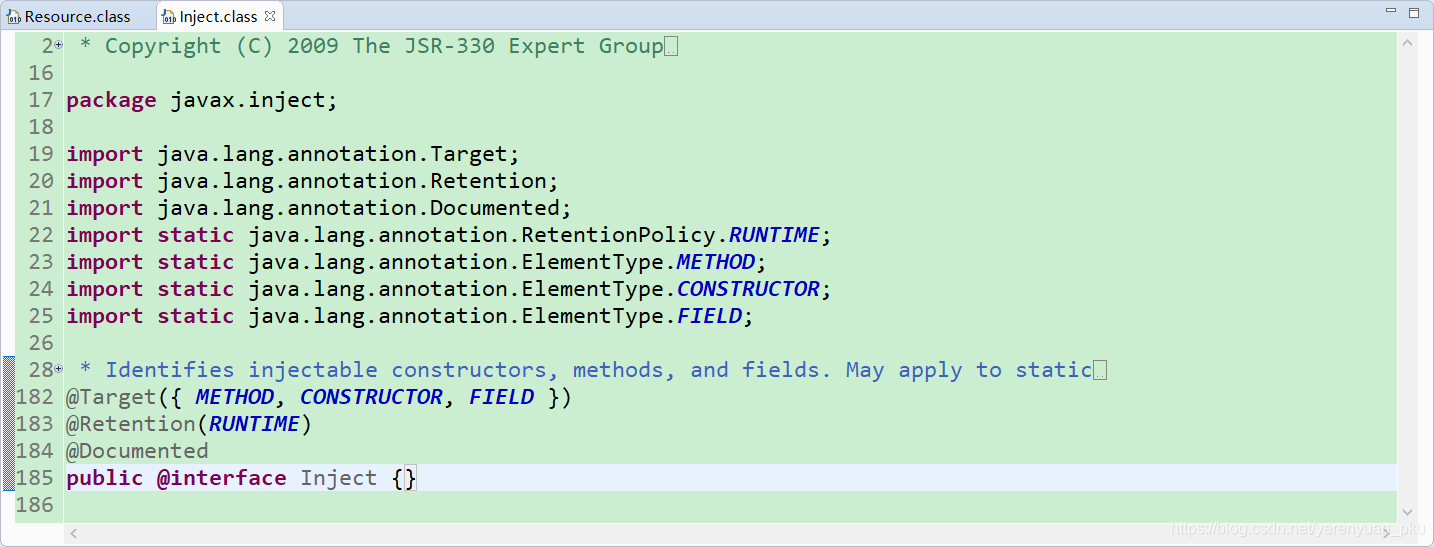 Resource.class Inject.class
2 * Copyright (C) 2009 The JSR-330 Expert Group
16
17 package javax.inject;
18
19 import java.lang.annotation.Target;
20 import java.lang.annotation.Retention;
21 import java.lang.annotation.Documented;
22 import static java.lang.annotation.RetentionPolicy.RUNTIME;
23 import static java.lang.annotation.ElementType.METHOD;
24 import static java.lang.annotation.ElementType.CONSTRUCTOR;
25 import static java.lang.annotation.ElementType.FIELD;
26
28 * Identifies injectable constructors, methods, and fields. May apply to static
182 @Target({ METHOD, CONSTRUCTOR, FIELD })
183 @Retention(RUNTIME)
184 @Documented
185 public @interface Inject {}
186
https://blog.csdn.net/yerenyuan_pku